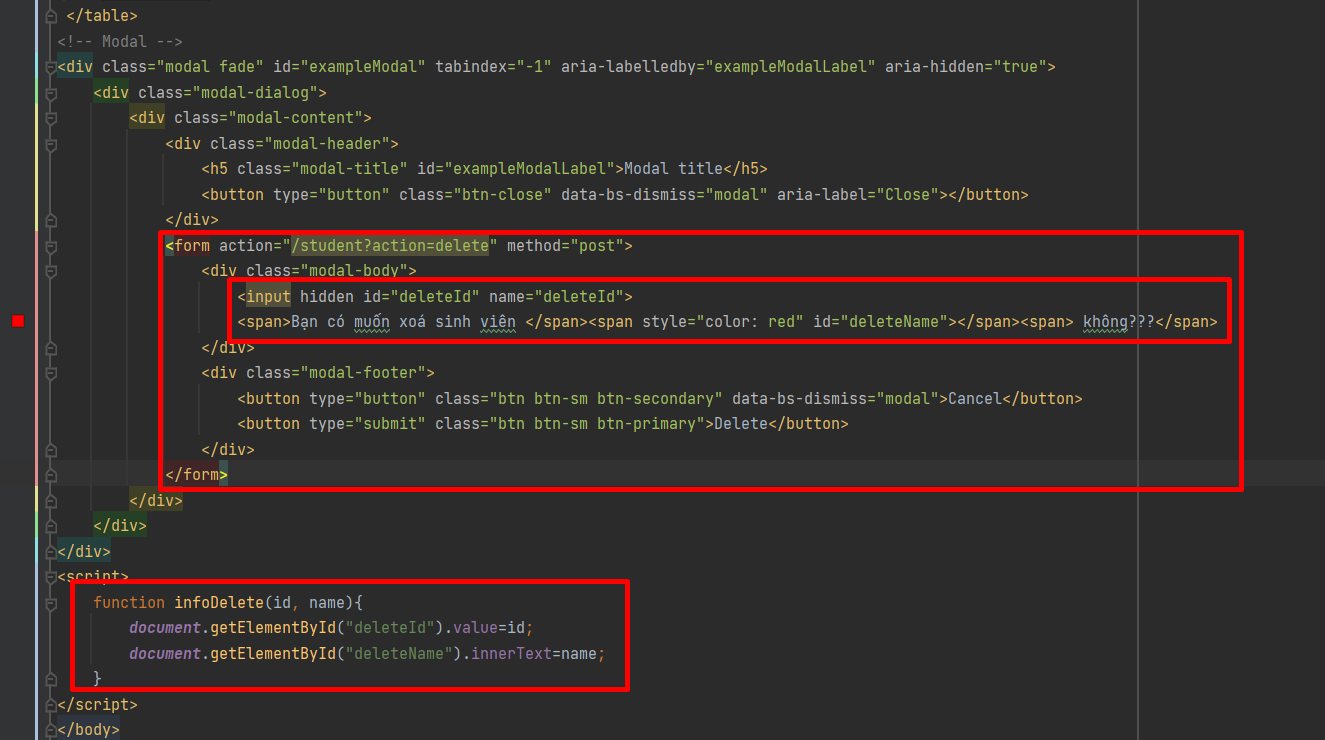 </table>
<!-- Modal -->
<div class="modal fade" id="exampleModal" tabindex="-1" aria-labelledby="exampleModalLabel" aria-hidden="true">
    <div class="modal-dialog">
        <div class="modal-content">
            <div class="modal-header">
                <h5 class="modal-title" id="exampleModalLabel">Modal title</h5>
                <button type="button" class="btn-close" data-bs-dismiss="modal" aria-label="Close"></button>
            </div>
            <form action="/student?action=delete" method="post">
                <div class="modal-body">
                    <input hidden id="deleteId" name="deleteId">
                    <span>Bạn có muốn xoá sinh viên </span><span style="color: red" id="deleteName"></span><span> không???</span>
                </div>
                <div class="modal-footer">
                    <button type="button" class="btn btn-sm btn-secondary" data-bs-dismiss="modal">Cancel</button>
                    <button type="submit" class="btn btn-sm btn-primary">Delete</button>
                </div>
            </form>
        </div>
    </div>
</div>
<script>
    function infoDelete(id, name){
        document.getElementById("deleteId").value=id;
        document.getElementById("deleteName").innerText=name;
    }
</script>
</body>